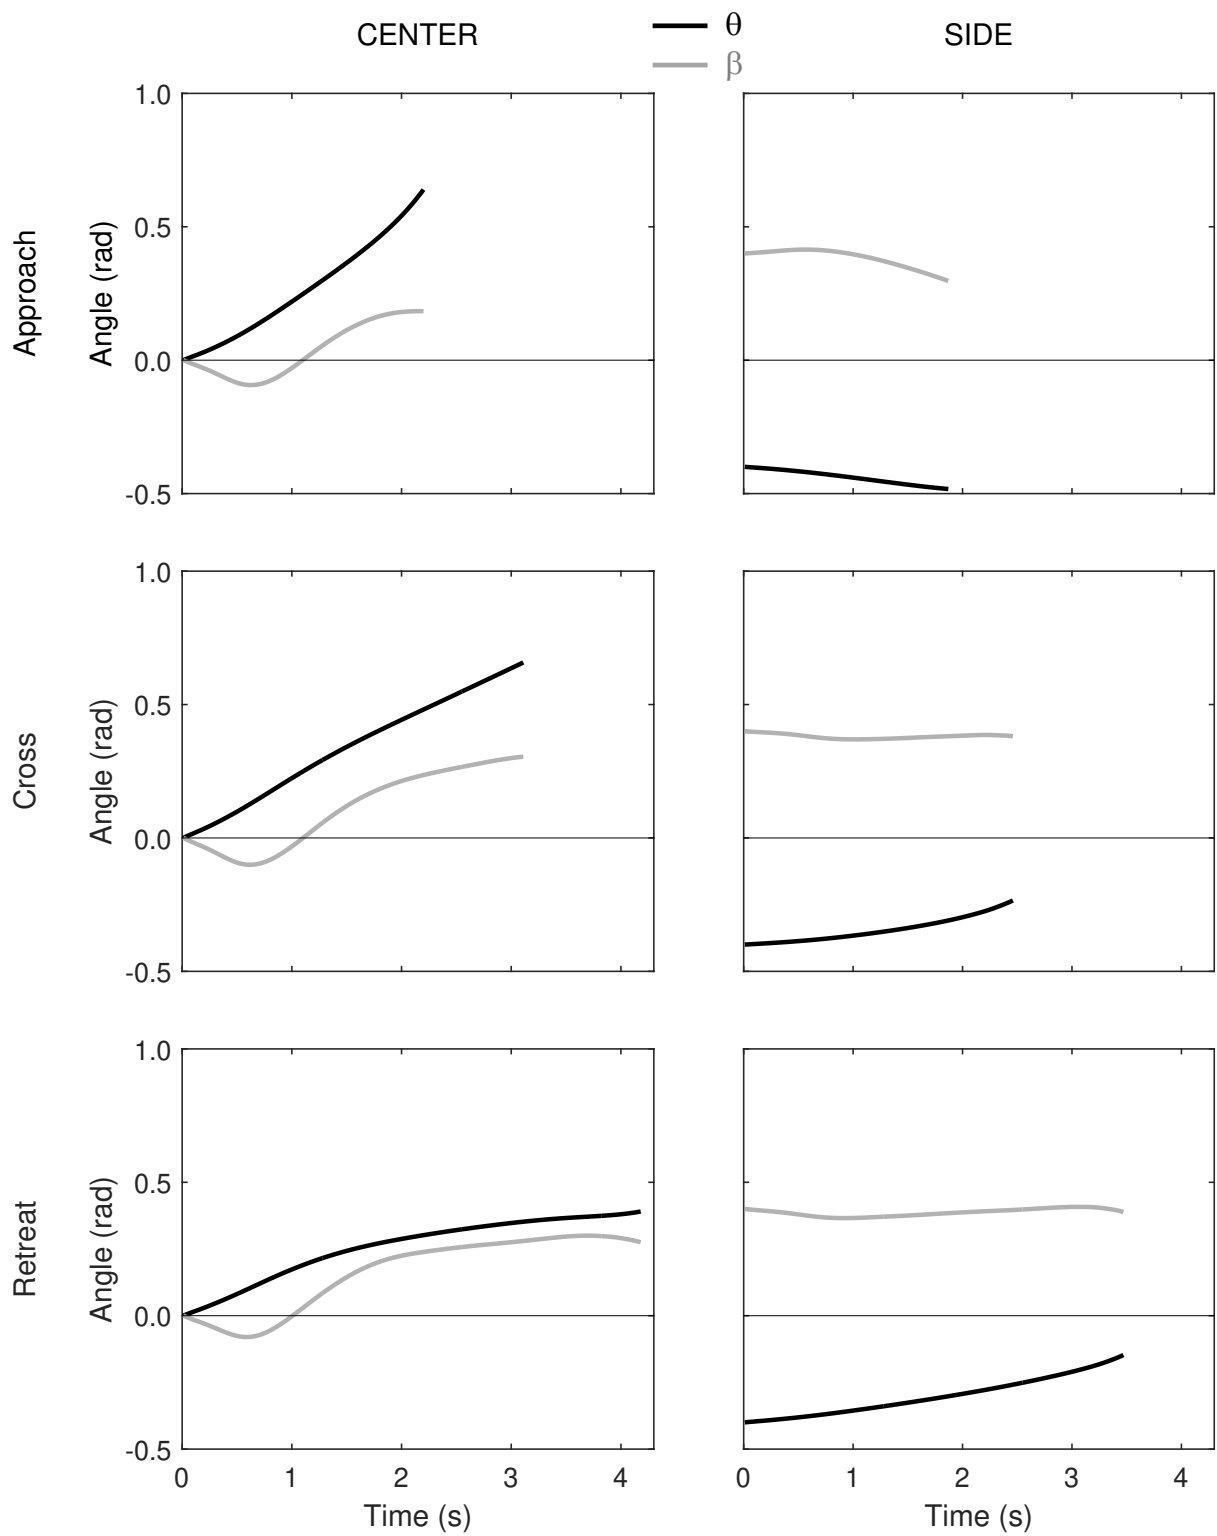 CENTER
θ
SIDE
β
Approach
Angle (rad)
1.0
0.5
0.0
-0.5
Cross
Angle (rad)
1.0
0.5
0.0
-0.5
Retreat
Angle (rad)
1.0
0.5
0.0
-0.5
0 1 2 3 4
0 1 2 3 4
Time (s)
Time (s)